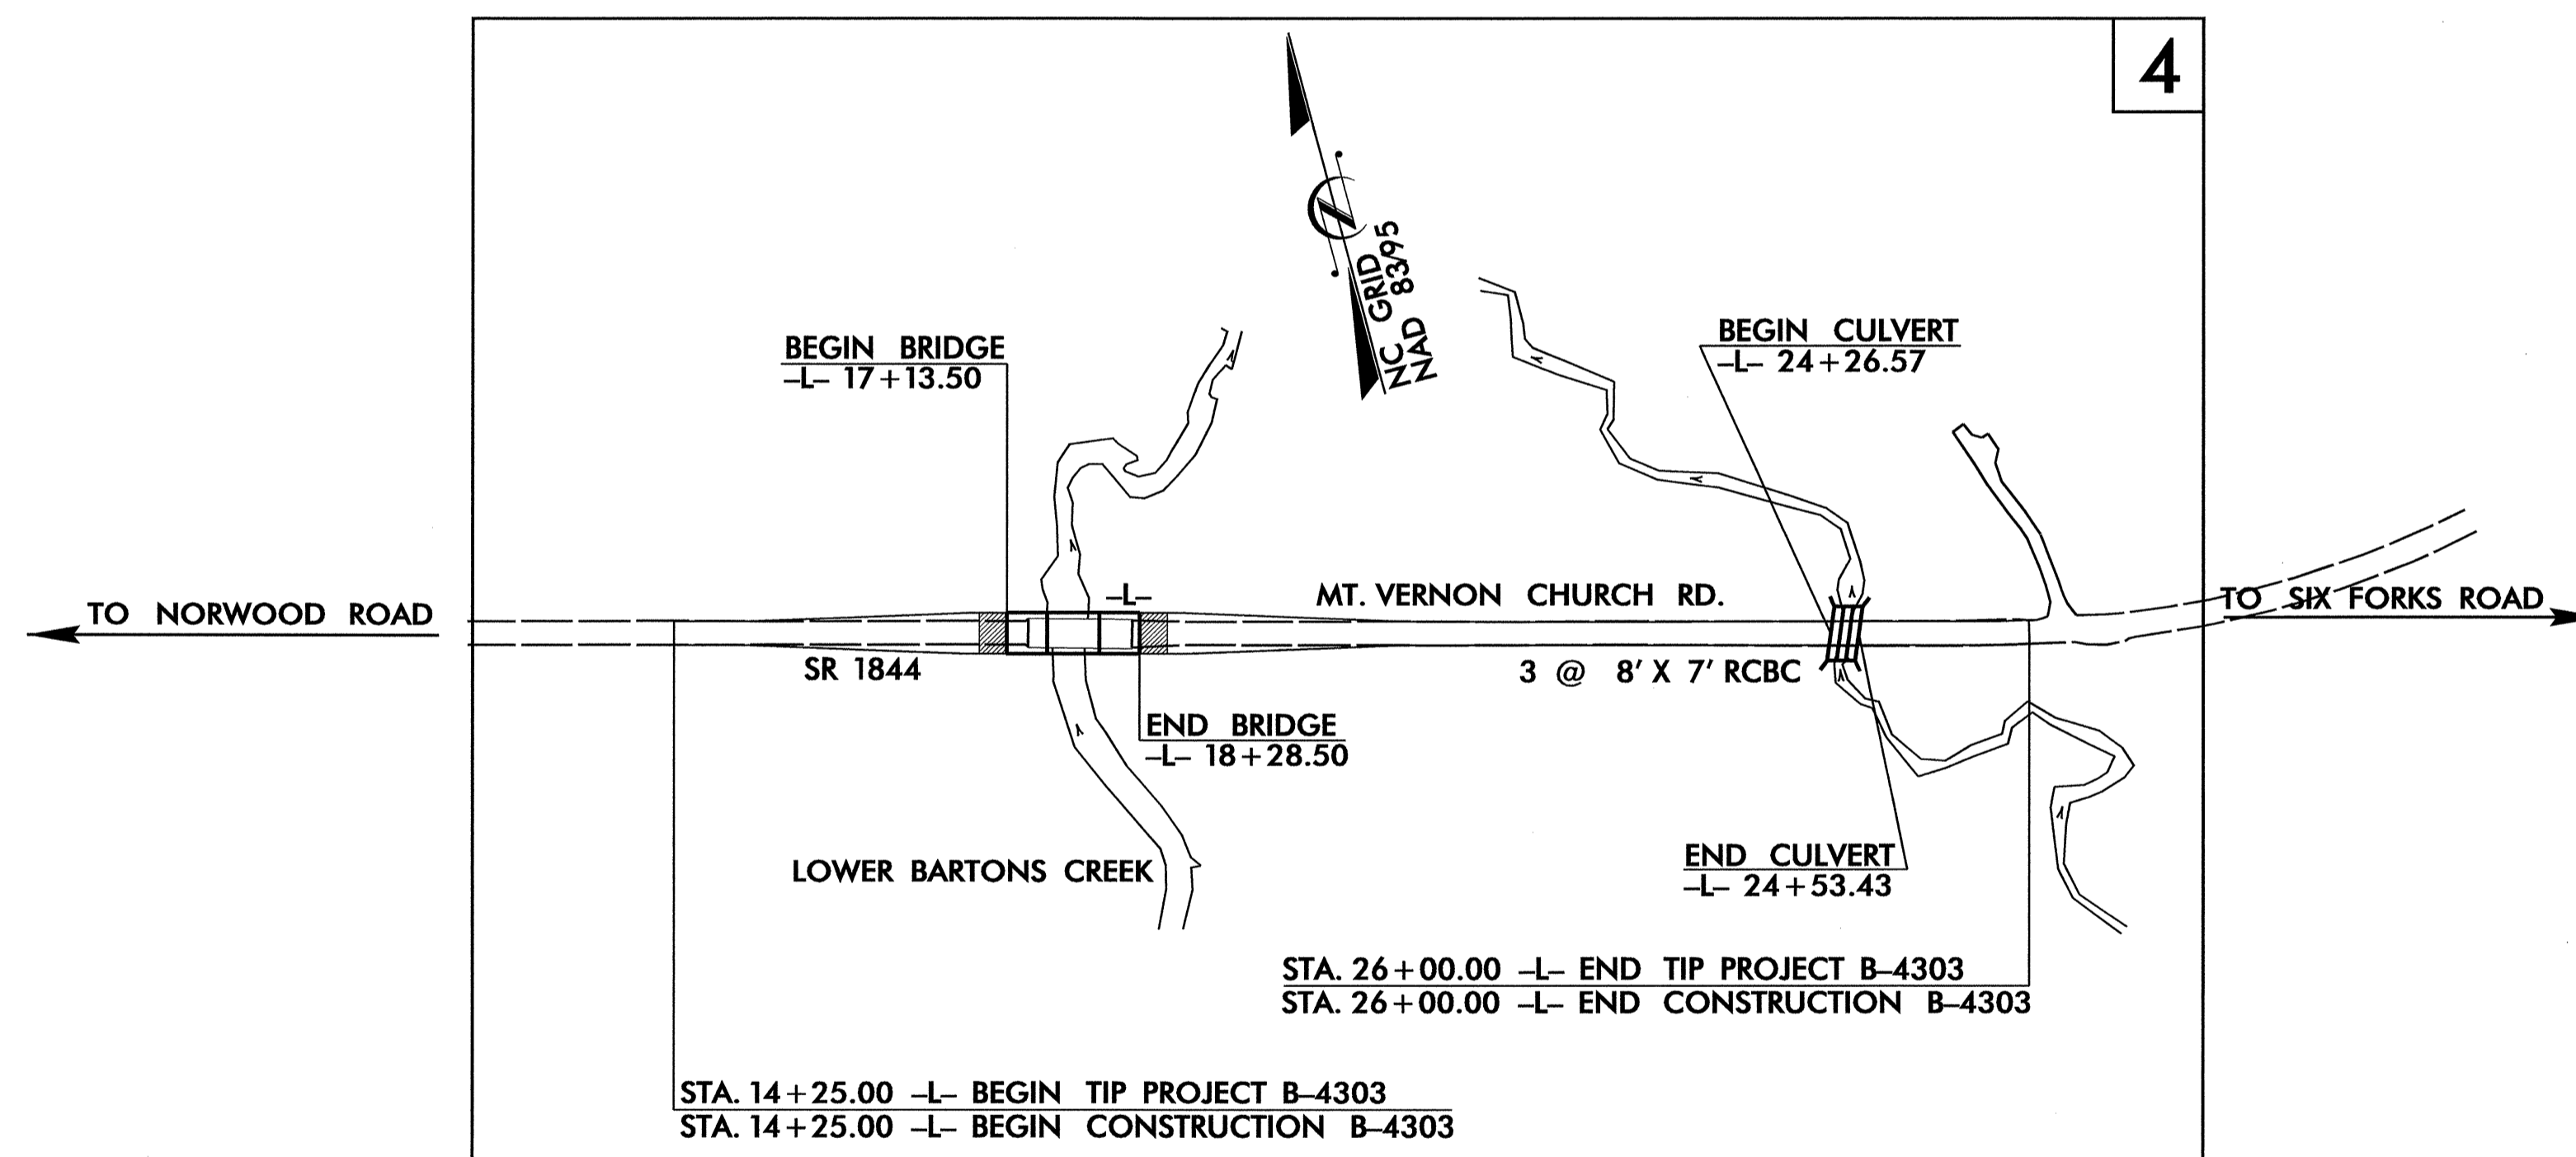 4
NC GRID
NAD 83/95
BEGIN BRIDGE
-L- 17+13.50
BEGIN CULVERT
-L- 24+26.57
TO NORWOOD ROAD
-L-
MT. VERNON CHURCH RD.
TO SIX FORKS ROAD
SR 1844
3 @ 8' X 7' RCBC
END BRIDGE
-L- 18+28.50
LOWER BARTONS CREEK
END CULVERT
-L- 24+53.43
STA. 26+00.00 -L- END TIP PROJECT B-4303
STA. 26+00.00 -L- END CONSTRUCTION B-4303
STA. 14+25.00 -L- BEGIN TIP PROJECT B-4303
STA. 14+25.00 -L- BEGIN CONSTRUCTION B-4303